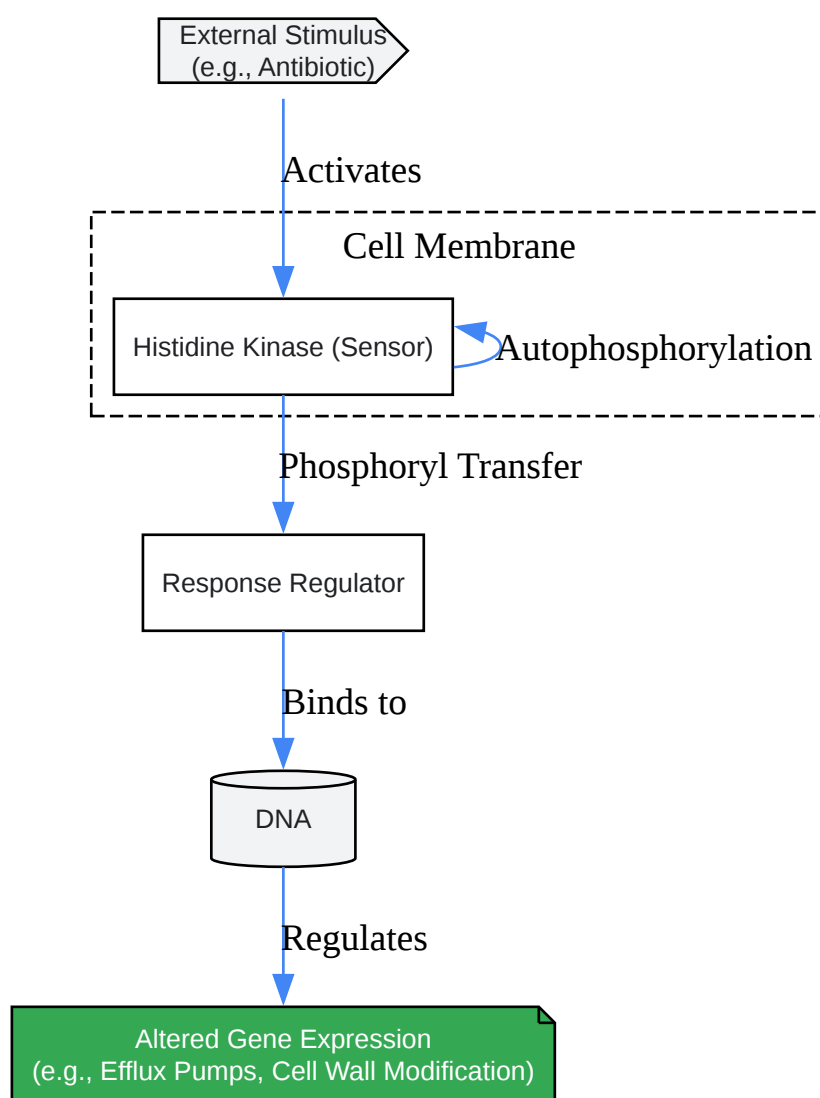 External Stimulus
(e.g., Antibiotic)
Activates
Cell Membrane
Histidine Kinase (Sensor)
Autophosphorylation
Phosphoryl Transfer
Response Regulator
Binds to
DNA
Regulates
Altered Gene Expression
(e.g., Efflux Pumps, Cell Wall Modification)